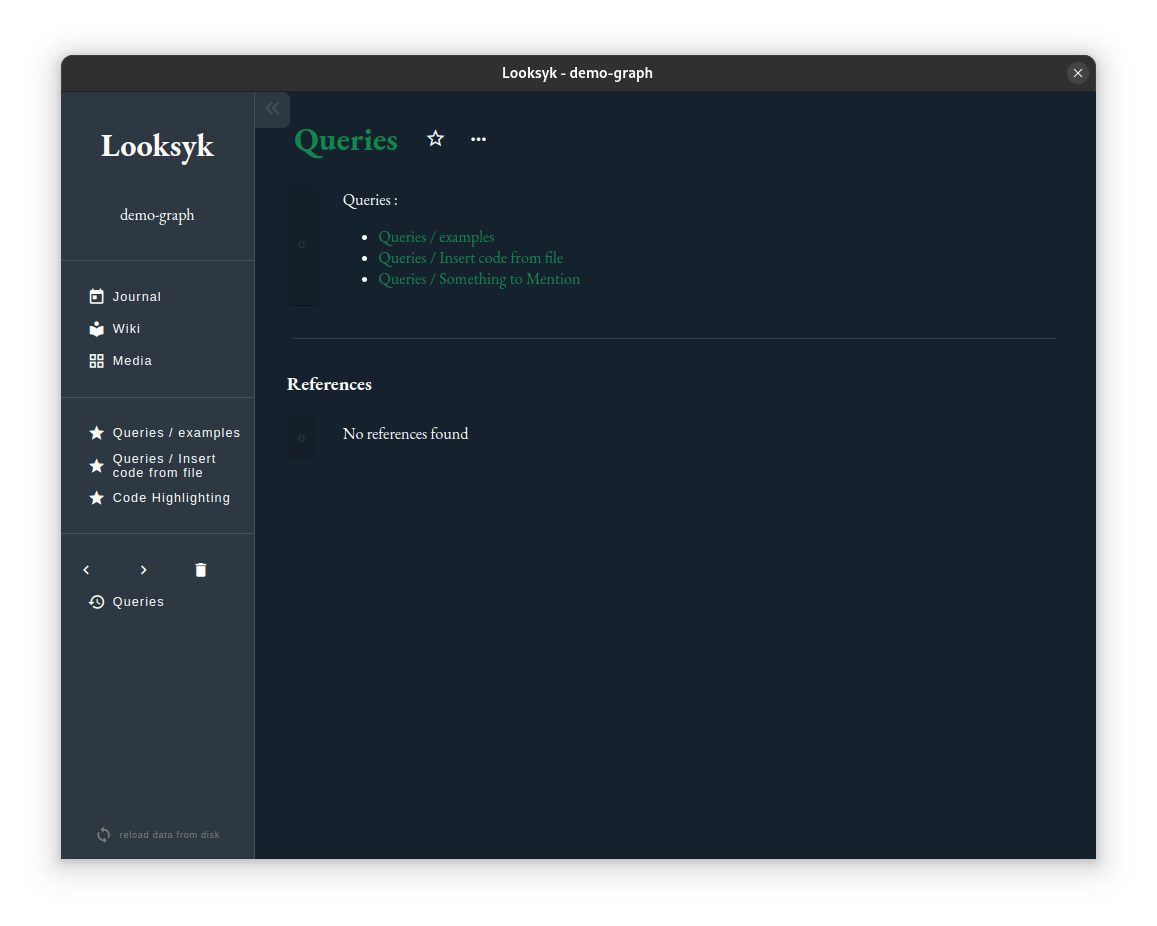 Looksyk - demo-graph
Looksyk
demo-graph
Journal
Wiki
Media
Queries / examples
Queries / Insert
code from file
Code Highlighting
Queries
reload data from disk
Queries
Queries :
Queries / examples
Queries / Insert code from file
Queries / Something to Mention
References
No references found